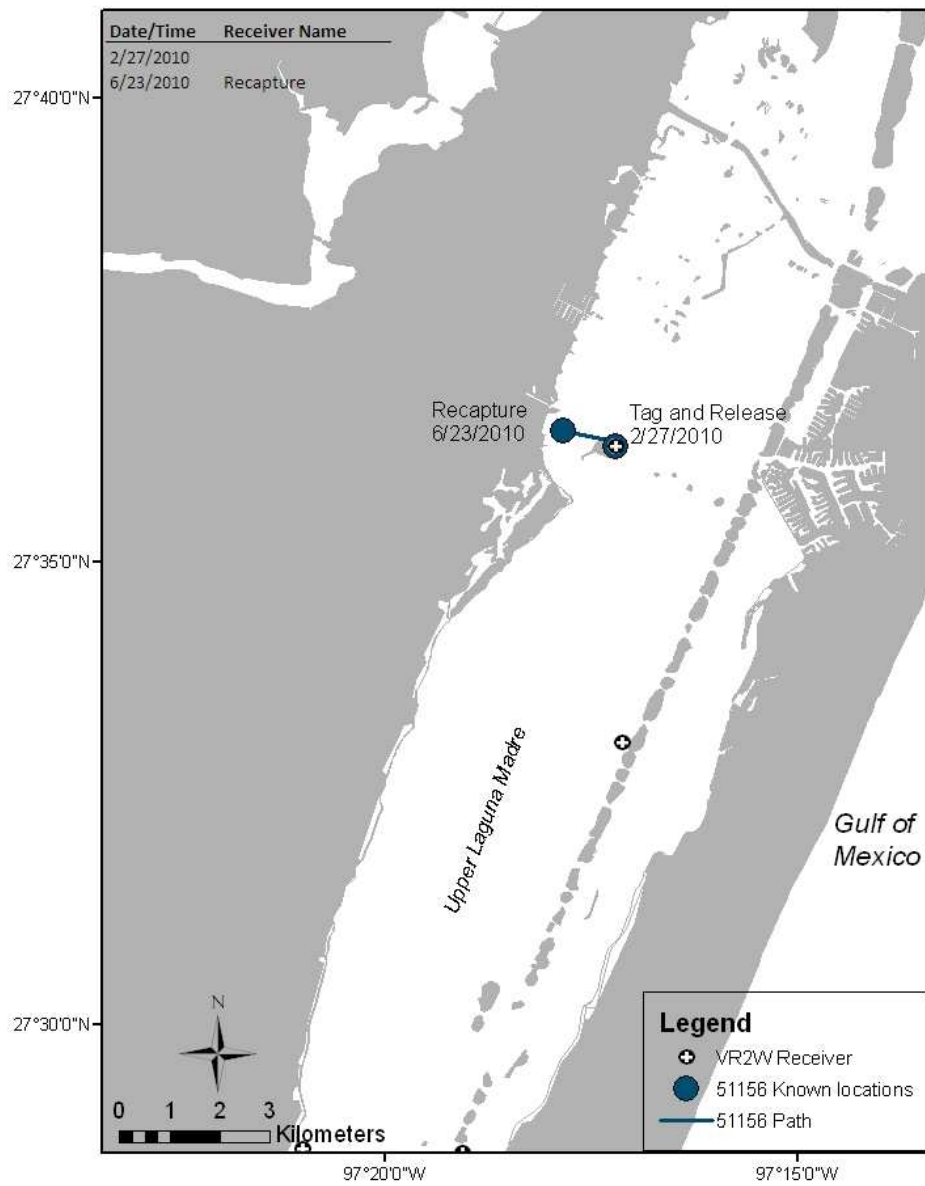 Date/Time Receiver Name
2/27/2010
6/23/2010 Recapture
27°40'0"N
Recapture
6/23/2010
Tag and Release
2/27/2010
27°35'0"N
Upper Laguna Madre
Gulf of
Mexico
27°30'0"N
N
0 1 2 3
Kilometers
Legend
VR2W Receiver
51156 Known locations
51156 Path
97°20'0"W
97°15'0"W